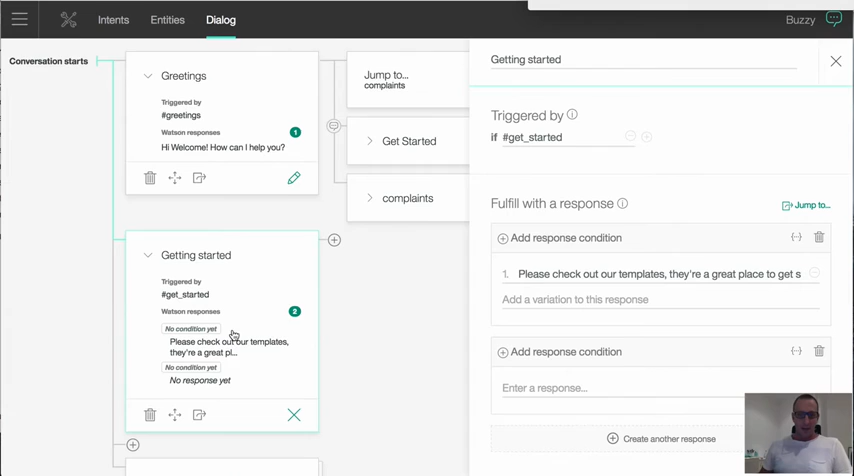 Intents Entities Dialog Buzzy
Conversation starts
Greetings
Triggered by
#greetings
Watson responses 1
Hi Welcome! How can I help you?
Getting started
Triggered by
#get_started
Watson responses 2
No condition yet
Please check out our templates,
they're a great pl...
No condition yet
No response yet
Jump to...
complaints
Get Started
complaints
Getting started
Triggered by
if #get_started
Fulfill with a response
Jump to...
Add response condition
1. Please check out our templates, they're a great place to get s
Add a variation to this response
Add response condition
Enter a response...
Create another response